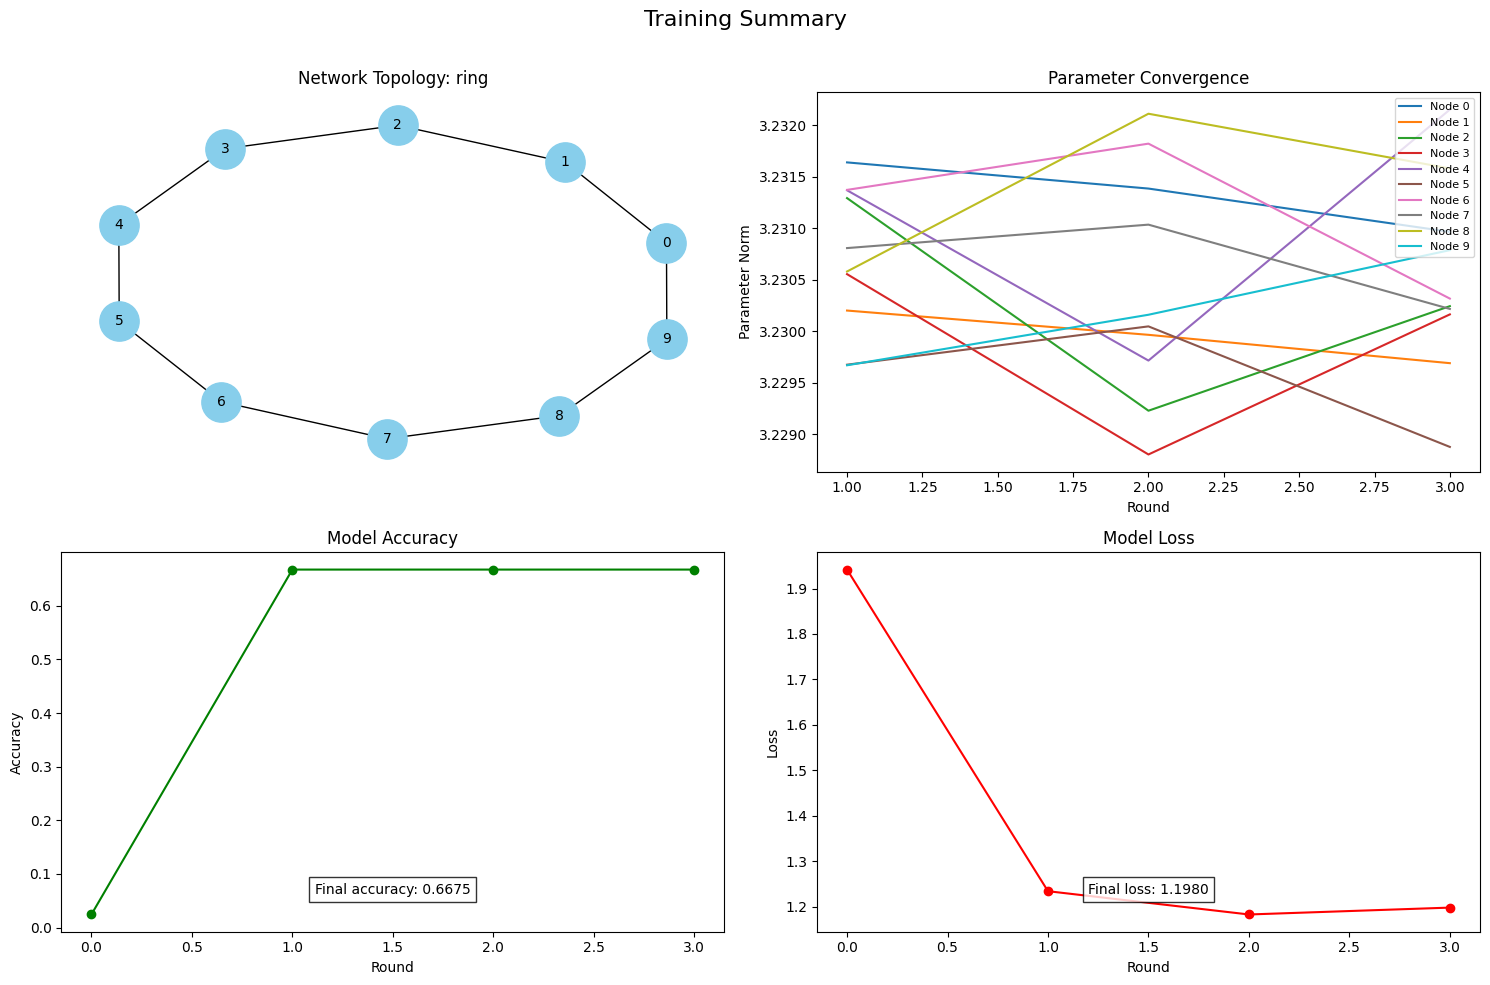 Training Summary
Network Topology: ring
2
3
1
4
0
5
9
6
8
7
Parameter Convergence
Parameter Norm
3.2320
3.2315
3.2310
3.2305
3.2300
3.2295
3.2290
Node 0
Node 1
Node 2
Node 3
Node 4
Node 5
Node 6
Node 7
Node 8
Node 9
1.00 1.25 1.50 1.75 2.00 2.25 2.50 2.75 3.00
Round
Model Accuracy
Accuracy
0.6
0.5
0.4
0.3
0.2
0.1
0.0
Final accuracy: 0.6675
0.0 0.5 1.0 1.5 2.0 2.5 3.0
Round
Model Loss
Loss
1.9
1.8
1.7
1.6
1.5
1.4
1.3
1.2
Final loss: 1.1980
0.0 0.5 1.0 1.5 2.0 2.5 3.0
Round